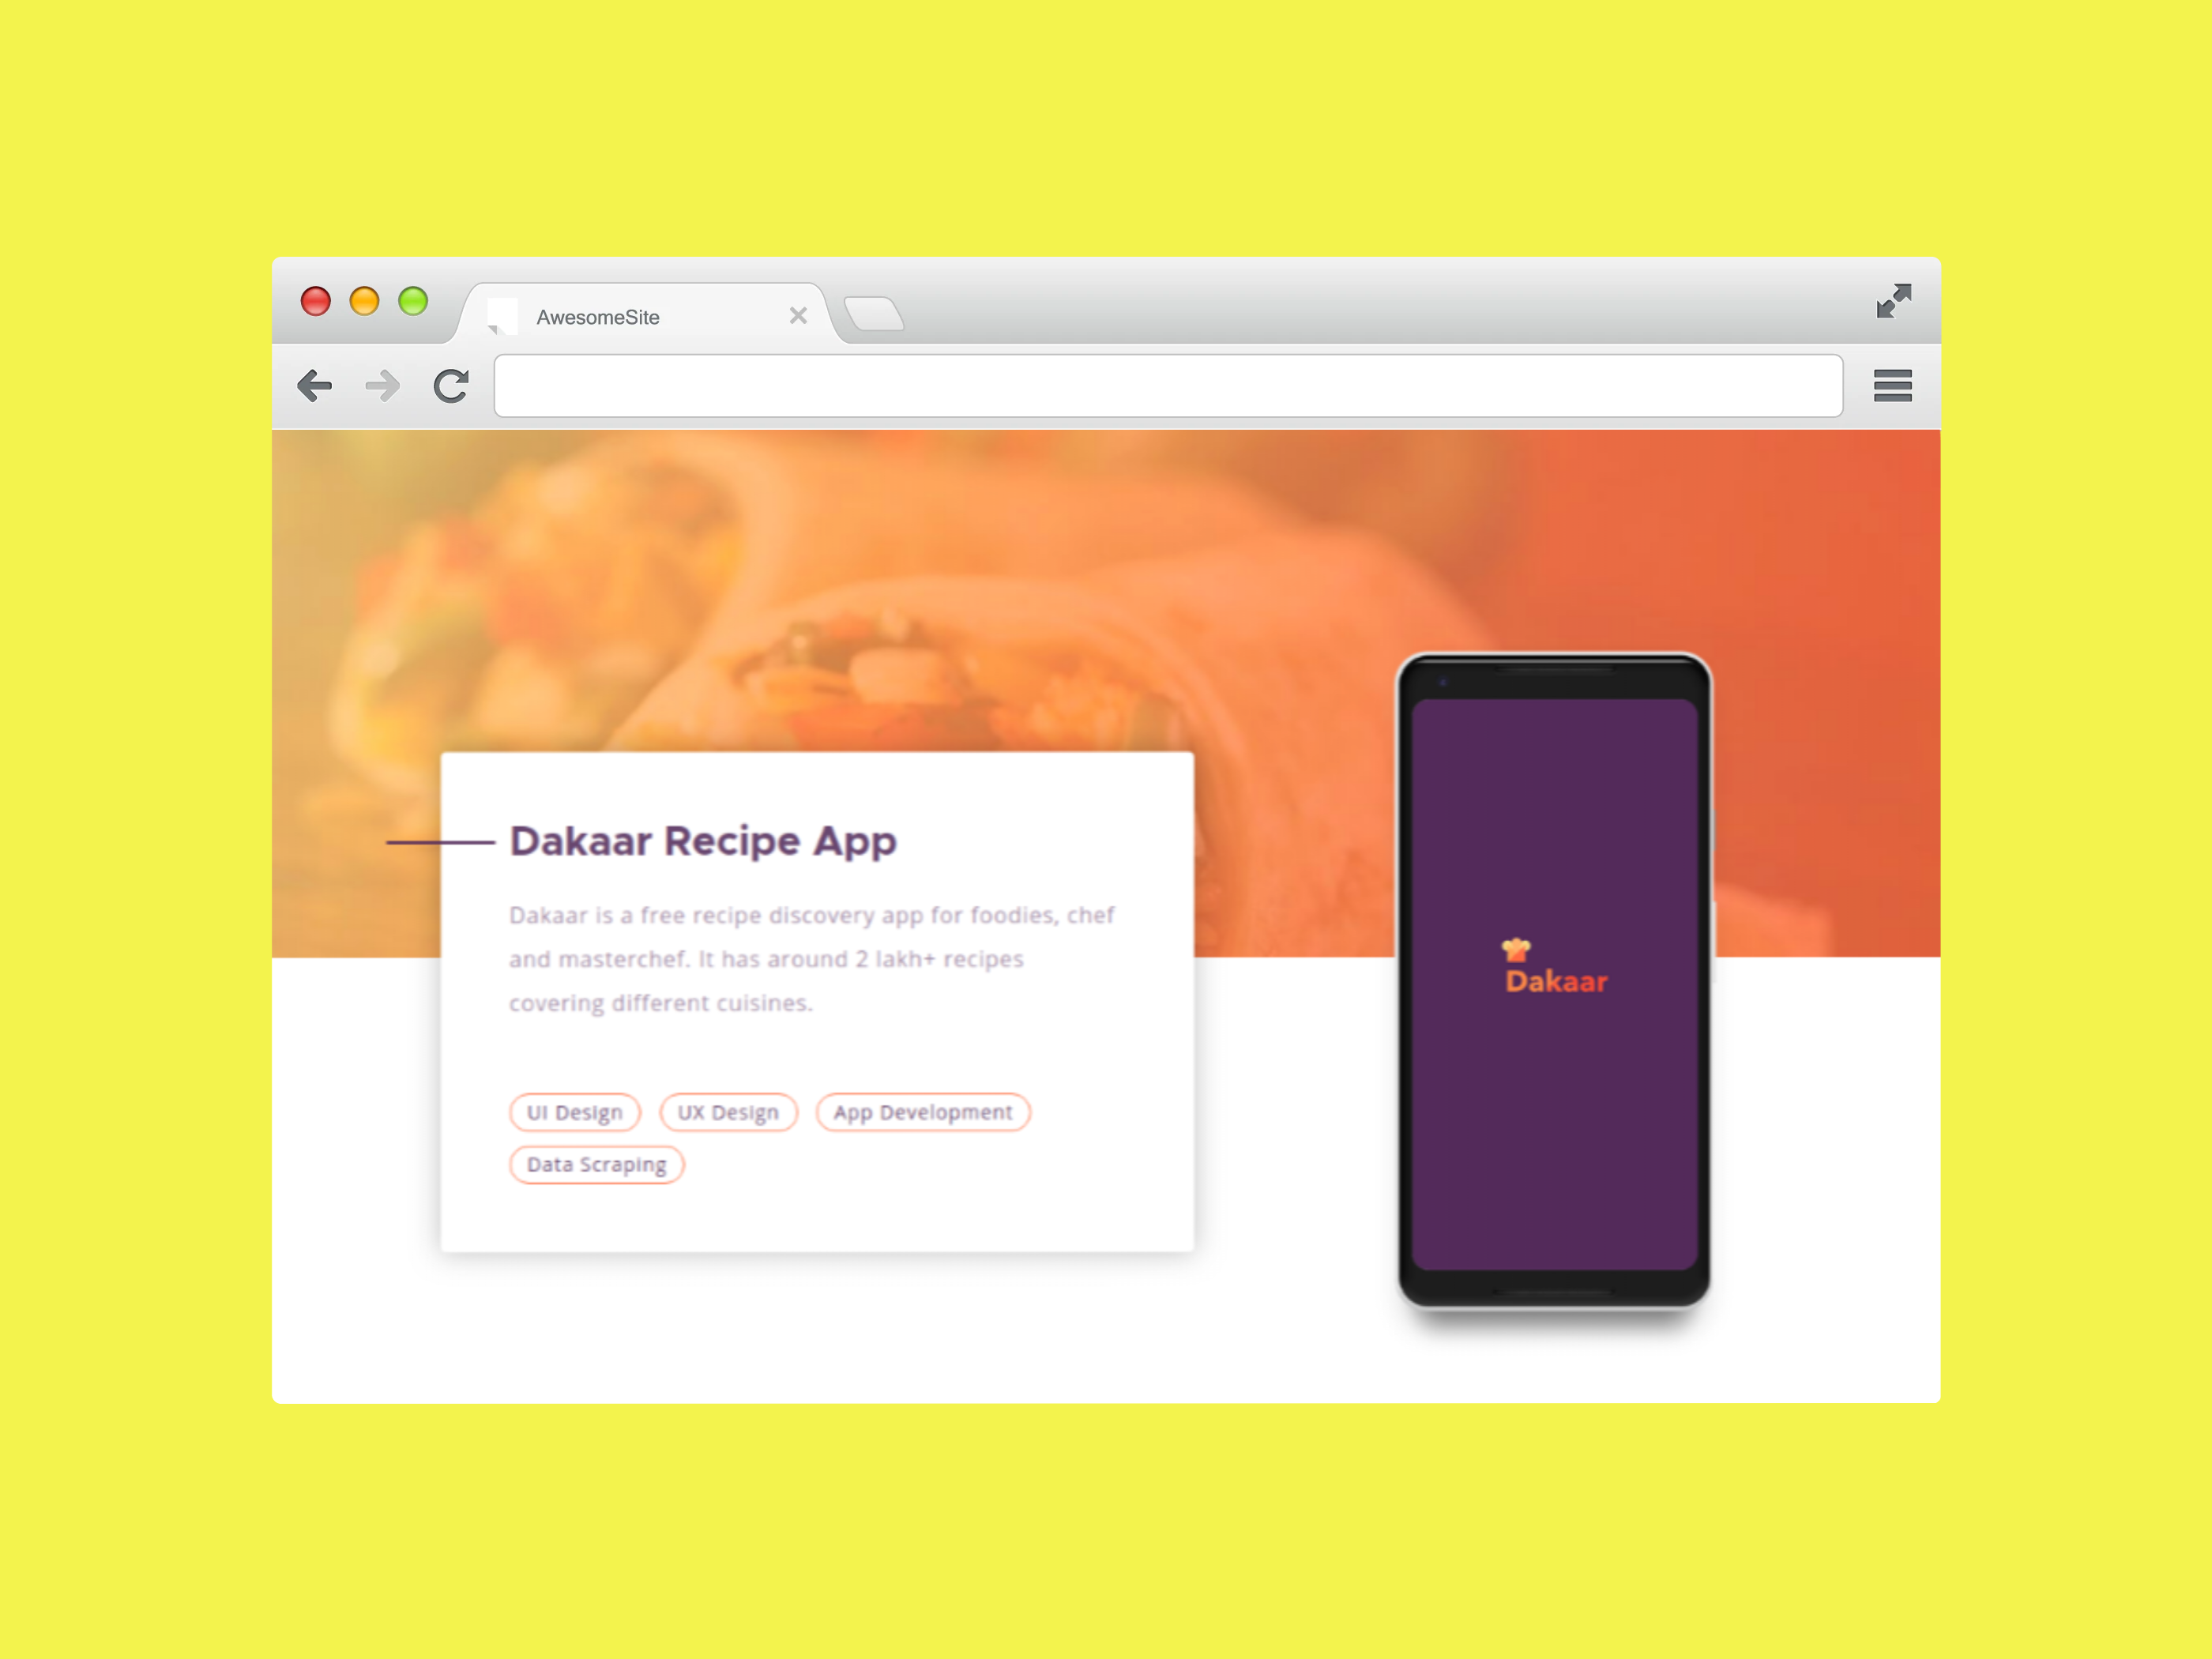 AwesomeSite
Dakaar Recipe App
Dakaar is a free recipe discovery app for foodies, chef
and masterchef. It has around 2 lakh+ recipes
covering different cuisines.
UI Design UX Design App Development
Data Scraping
Dakaar